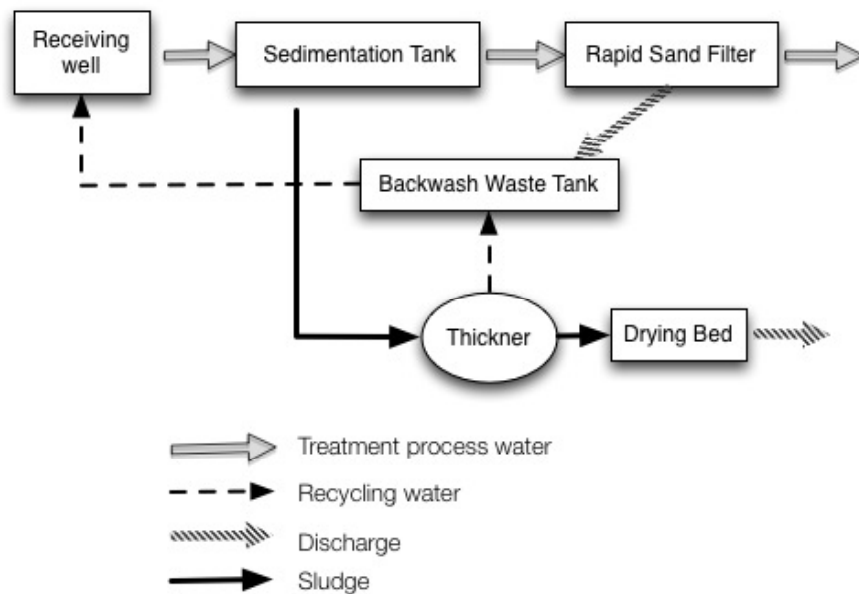 Receiving
well
Sedimentation Tank
Rapid Sand Filter
Backwash Waste Tank
Thickner
Drying Bed
Treatment process water
Recycling water
Discharge
Sludge